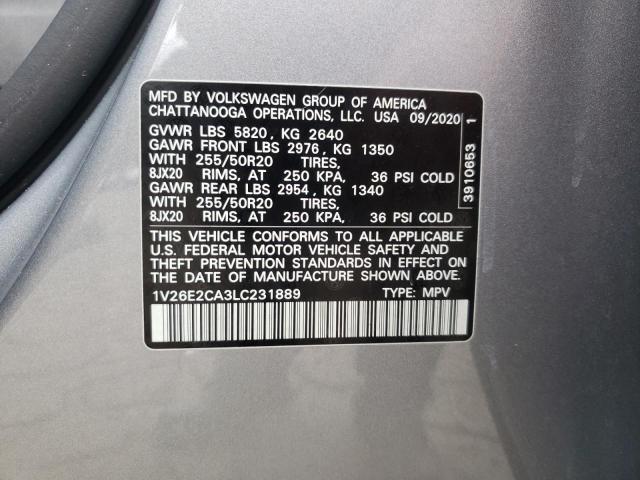 MFD BY VOLKSWAGEN GROUP OF AMERICA
CHATTANOOGA OPERATIONS, LLC. USA 09/2020
GVWR LBS 5820, KG 2640
GAWR FRONT LBS 2976, KG 1350
WITH 255/50R20 TIRES,
8JX20 RIMS, AT 250 KPA, 36 PSI COLD
GAWR REAR LBS 2954, KG 1340
WITH 255/50R20 TIRES,
8JX20 RIMS, AT 250 KPA, 36 PSI COLD
THIS VEHICLE CONFORMS TO ALL APPLICABLE
U.S. FEDERAL MOTOR VEHICLE SAFETY AND
THEFT PREVENTION STANDARDS IN EFFECT ON
THE DATE OF MANUFACTURE SHOWN ABOVE.
1V26E2CA3LC231889 TYPE: MPV
3910653 1